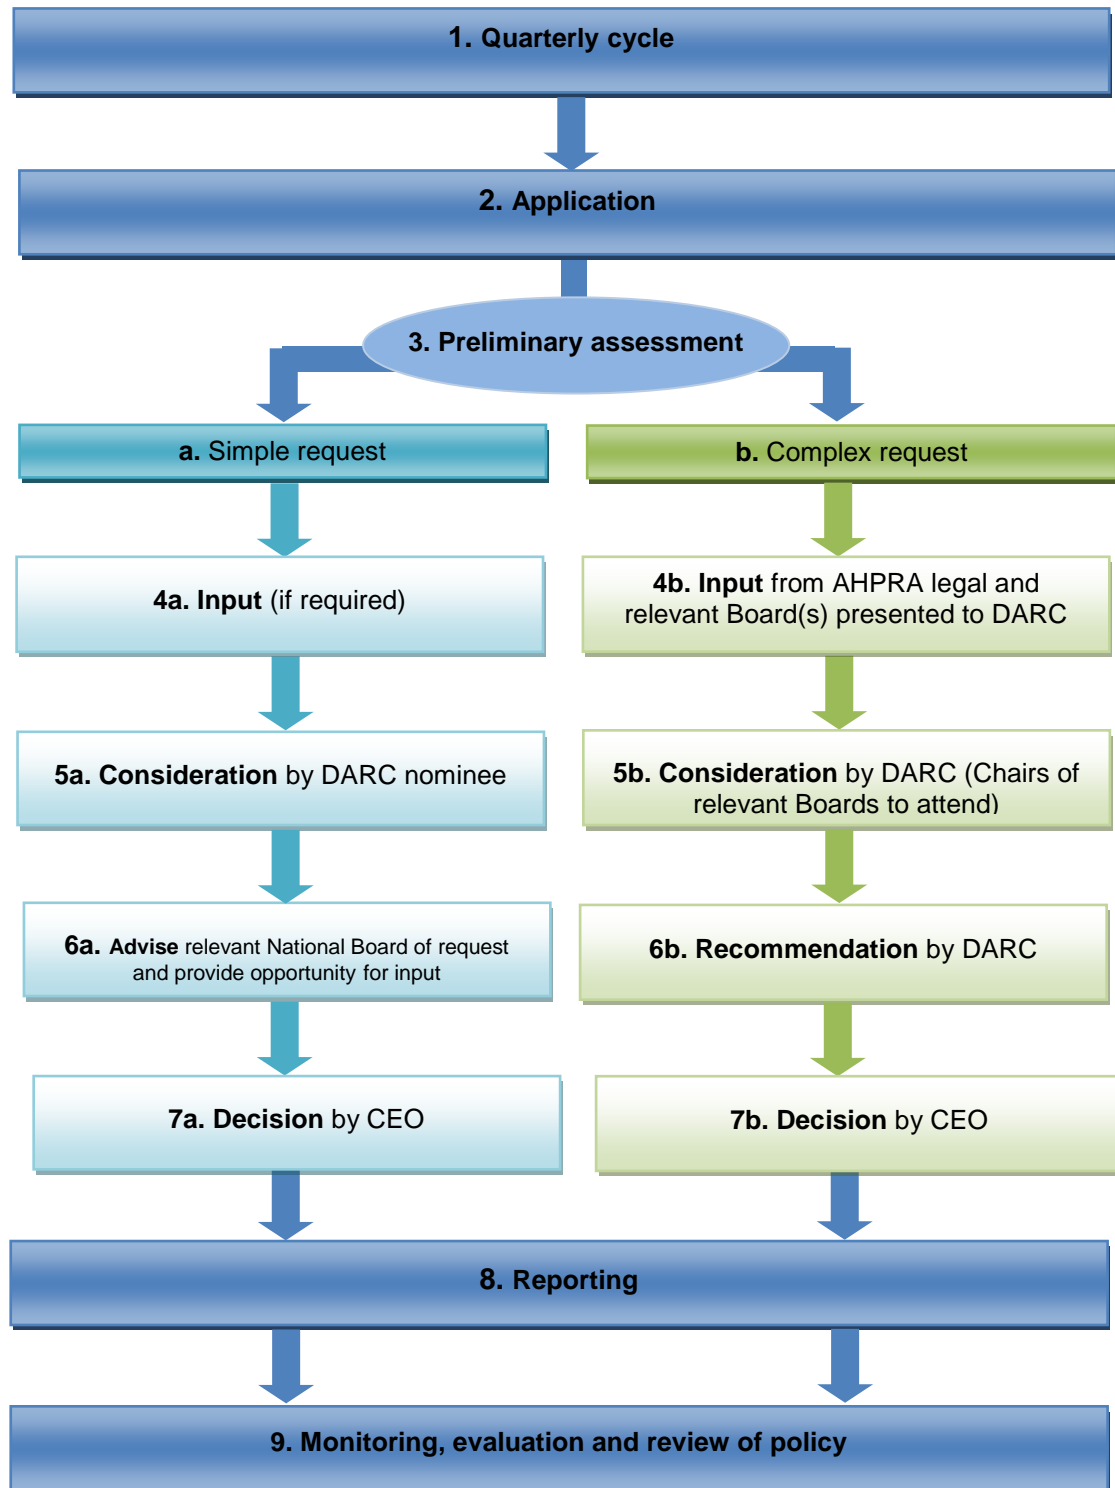 1. Quarterly cycle
2. Application
3. Preliminary assessment
a. Simple request
b. Complex request
4a. Input (if required)
4b. Input from AHPRA legal and
relevant Board(s) presented to DARC
5a. Consideration by DARC nominee
5b. Consideration by DARC (Chairs of
relevant Boards to attend)
6a. Advise relevant National Board of request
and provide opportunity for input
6b. Recommendation by DARC
7a. Decision by CEO
7b. Decision by CEO
8. Reporting
9. Monitoring, evaluation and review of policy